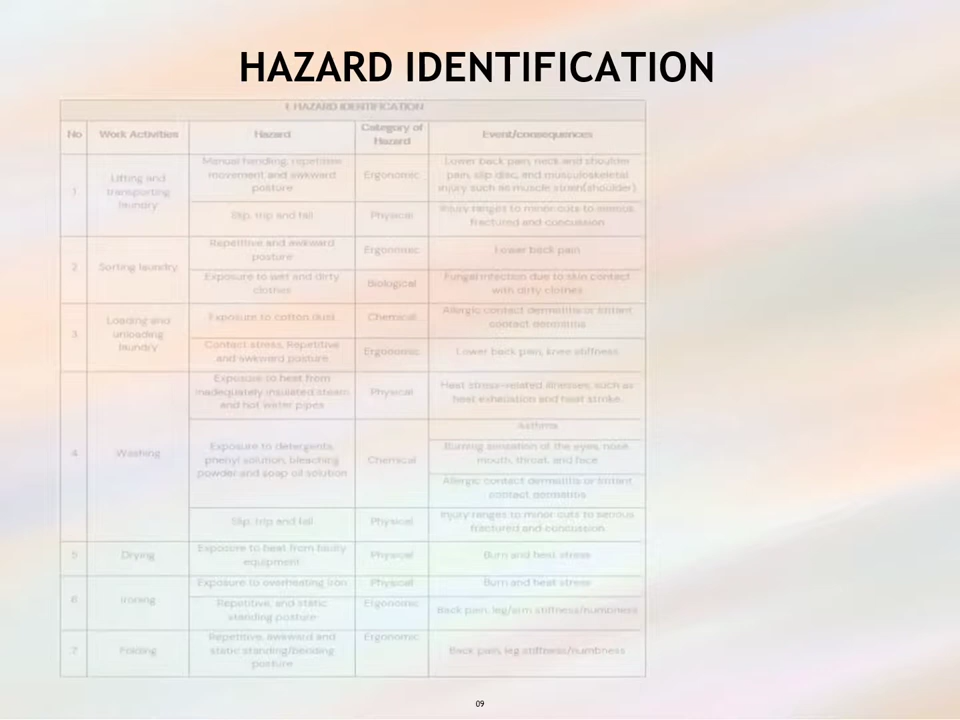 HAZARD IDENTIFICATION
I. HAZARD IDENTIFICATION
No
Work Activities
Hazard
Category of
Hazard
Event/consequences
1
Lifting and
transporting
laundry
Manual handling, repetitive
movement and awkward
posture
Ergonomic
Lower back pain, neck and shoulder
pain, slip disc, and musculoskeletal
injury such as muscle strain(shoulder)
Slip, trip and fall
Physical
Injury ranges to minor cuts to serious
fractured and concussion
2
Sorting laundry
Repetitive and awkward
posture
Ergonomic
Lower back pain
Exposure to wet and dirty
clothes
Biological
Fungal infection due to skin contact
with dirty clothes
3
Loading and
unloading
laundry
Exposure to cotton dust
Chemical
Allergic contact dermatitis or Irritant
contact dermatitis
Contact stress, Repetitive
and awkward posture
Ergonomic
Lower back pain, knee stiffness
4
Washing
Exposure to heat from
inadequately insulated steam
and hot water pipes
Physical
Heat stress-related illnesses, such as
heat exhaustion and heat stroke.
Exposure to detergents,
phenyl solution, bleaching
powder and soap oil solution
Chemical
Asthma
Burning sensation of the eyes, nose,
mouth, throat, and face
Allergic contact dermatitis or Irritant
contact dermatitis
Slip, trip and fall
Physical
Injury ranges to minor cuts to serious
fractured and concussion
5
Drying
Exposure to heat from faulty
equipment
Physical
Burn and heat stress
6
Ironing
Exposure to overheating iron
Physical
Burn and heat stress
Repetitive, and static
standing posture
Ergonomic
Back pain, leg/arm stiffness/numbness
7
Folding
Repetitive, awkward and
static standing/bending
posture
Ergonomic
Back pain, leg stiffness/numbness
09